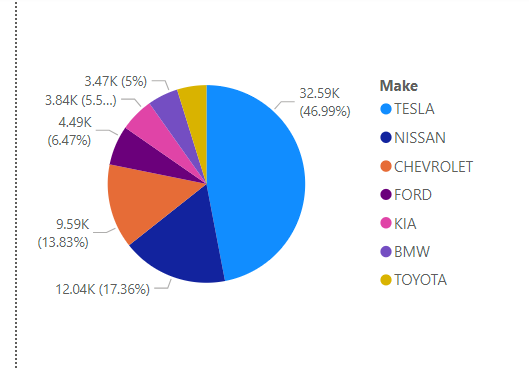 3.47K (5%)
3.84K (5.5...)
4.49K
(6.47%)
9.59K
(13.83%)
12.04K (17.36%)
32.59K
(46.99%)
Make
TESLA
NISSAN
CHEVROLET
FORD
KIA
BMW
TOYOTA